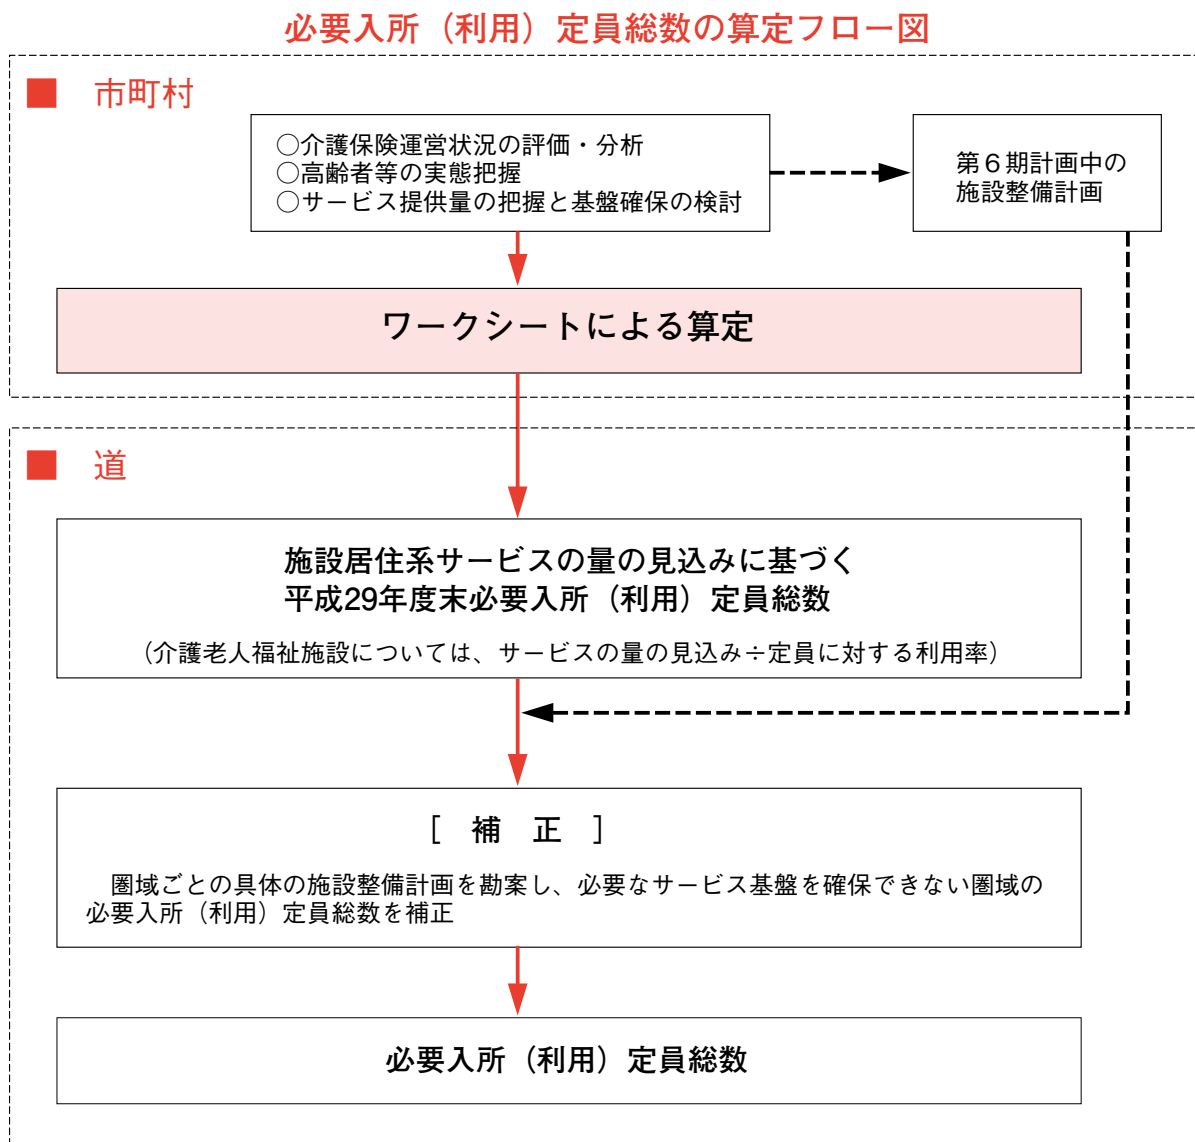 必要入所（利用）定員総数の算定フロー図
■ 市町村
○介護保険運営状況の評価・分析
○高齢者等の実態把握
○サービス提供量の把握と基盤確保の検討
第６期計画中の
施設整備計画
ワークシートによる算定
■ 道
施設居住系サービスの量の見込みに基づく
平成29年度末必要入所（利用）定員総数
（介護老人福祉施設については、サービスの量の見込み÷定員に対する利用率）
［　補　正　］
圏域ごとの具体の施設整備計画を勘案し、必要なサービス基盤を確保できない圏域の
必要入所（利用）定員総数を補正
必要入所（利用）定員総数